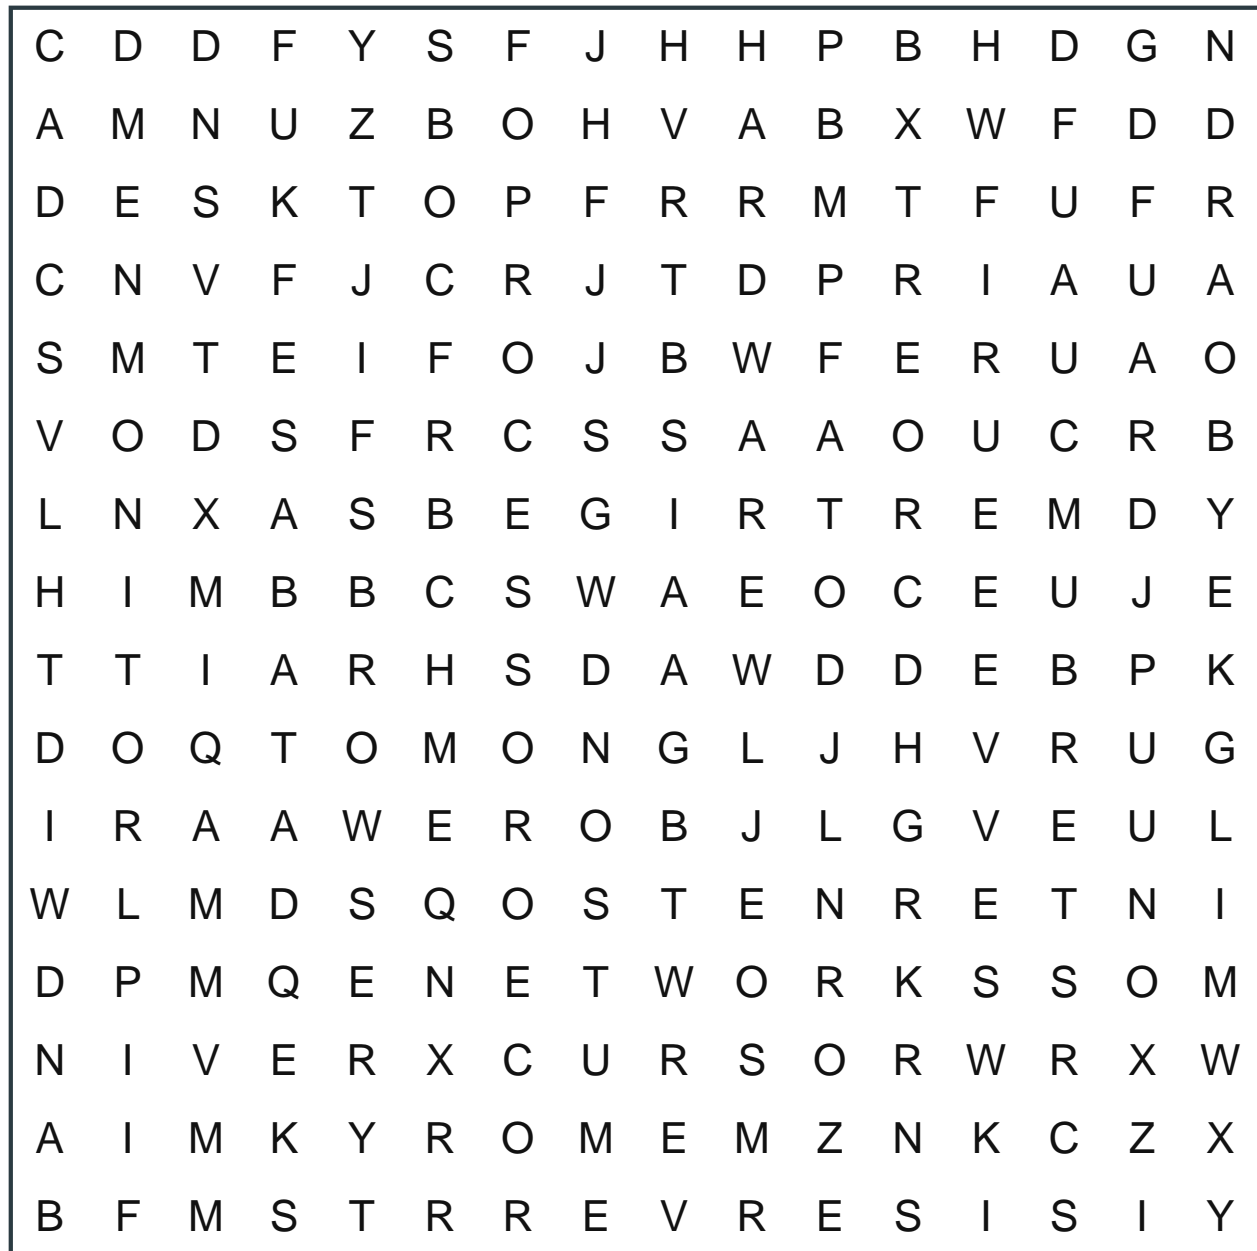 C D D F Y S F J H H P B H D G N
A M N U Z B O H V A B X W F D D
D E S K T O P F R R M T F U F R
C N V F J C R J T D P R I A U A
S M T E I F O J B W F E R U A O
V O D S F R C S S A A O U C R B
L N X A S B E G I R T R E M D Y
H I M B B C S W A E O C E U J E
T T I A R H S D A W D D E B P K
D O Q T O M O N G L J H V R U G
I R A A W E R O B J L G V E U L
W L M D S Q O S T E N R E T N I
D P M Q E N E T W O R K S S O M
N I V E R X C U R S O R W R X W
A I M K Y R O M E M Z N K C Z X
B F M S T R R E V R E S I S I Y